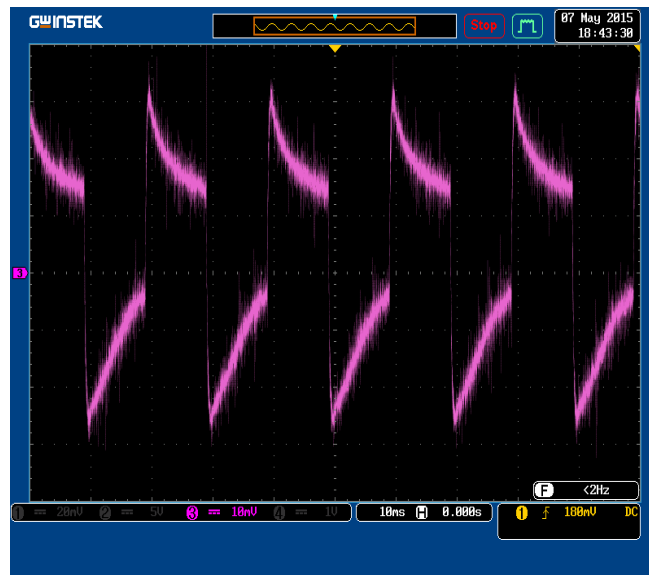 GWINSTEK
Stop
07 May 2015
18:43:30
3
F <2Hz
1 20mV 2 5V 3 10mV 4 1V
10ms H 0.000s
1 180mV DC